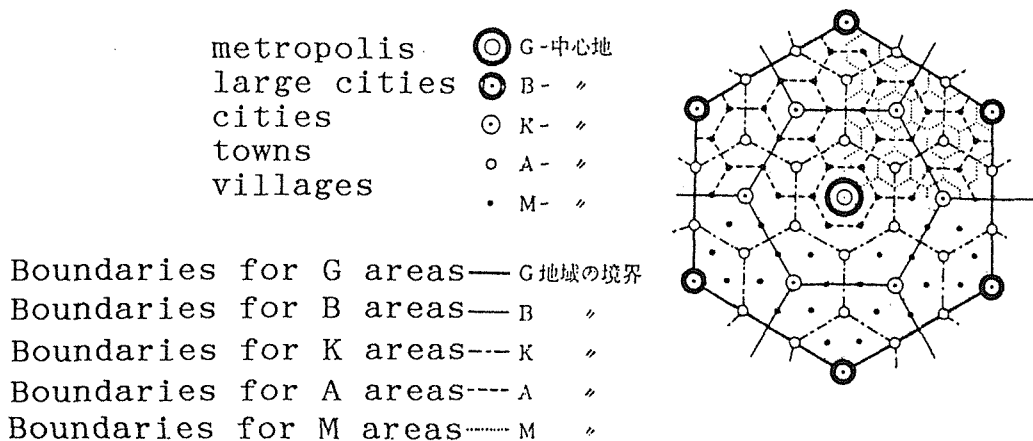 metropolis G-中心地
large cities B- 〃
cities K- 〃
towns A- 〃
villages M- 〃
Boundaries for G areas G地域の境界
Boundaries for B areas B 〃
Boundaries for K areas K 〃
Boundaries for A areas A 〃
Boundaries for M areas M 〃